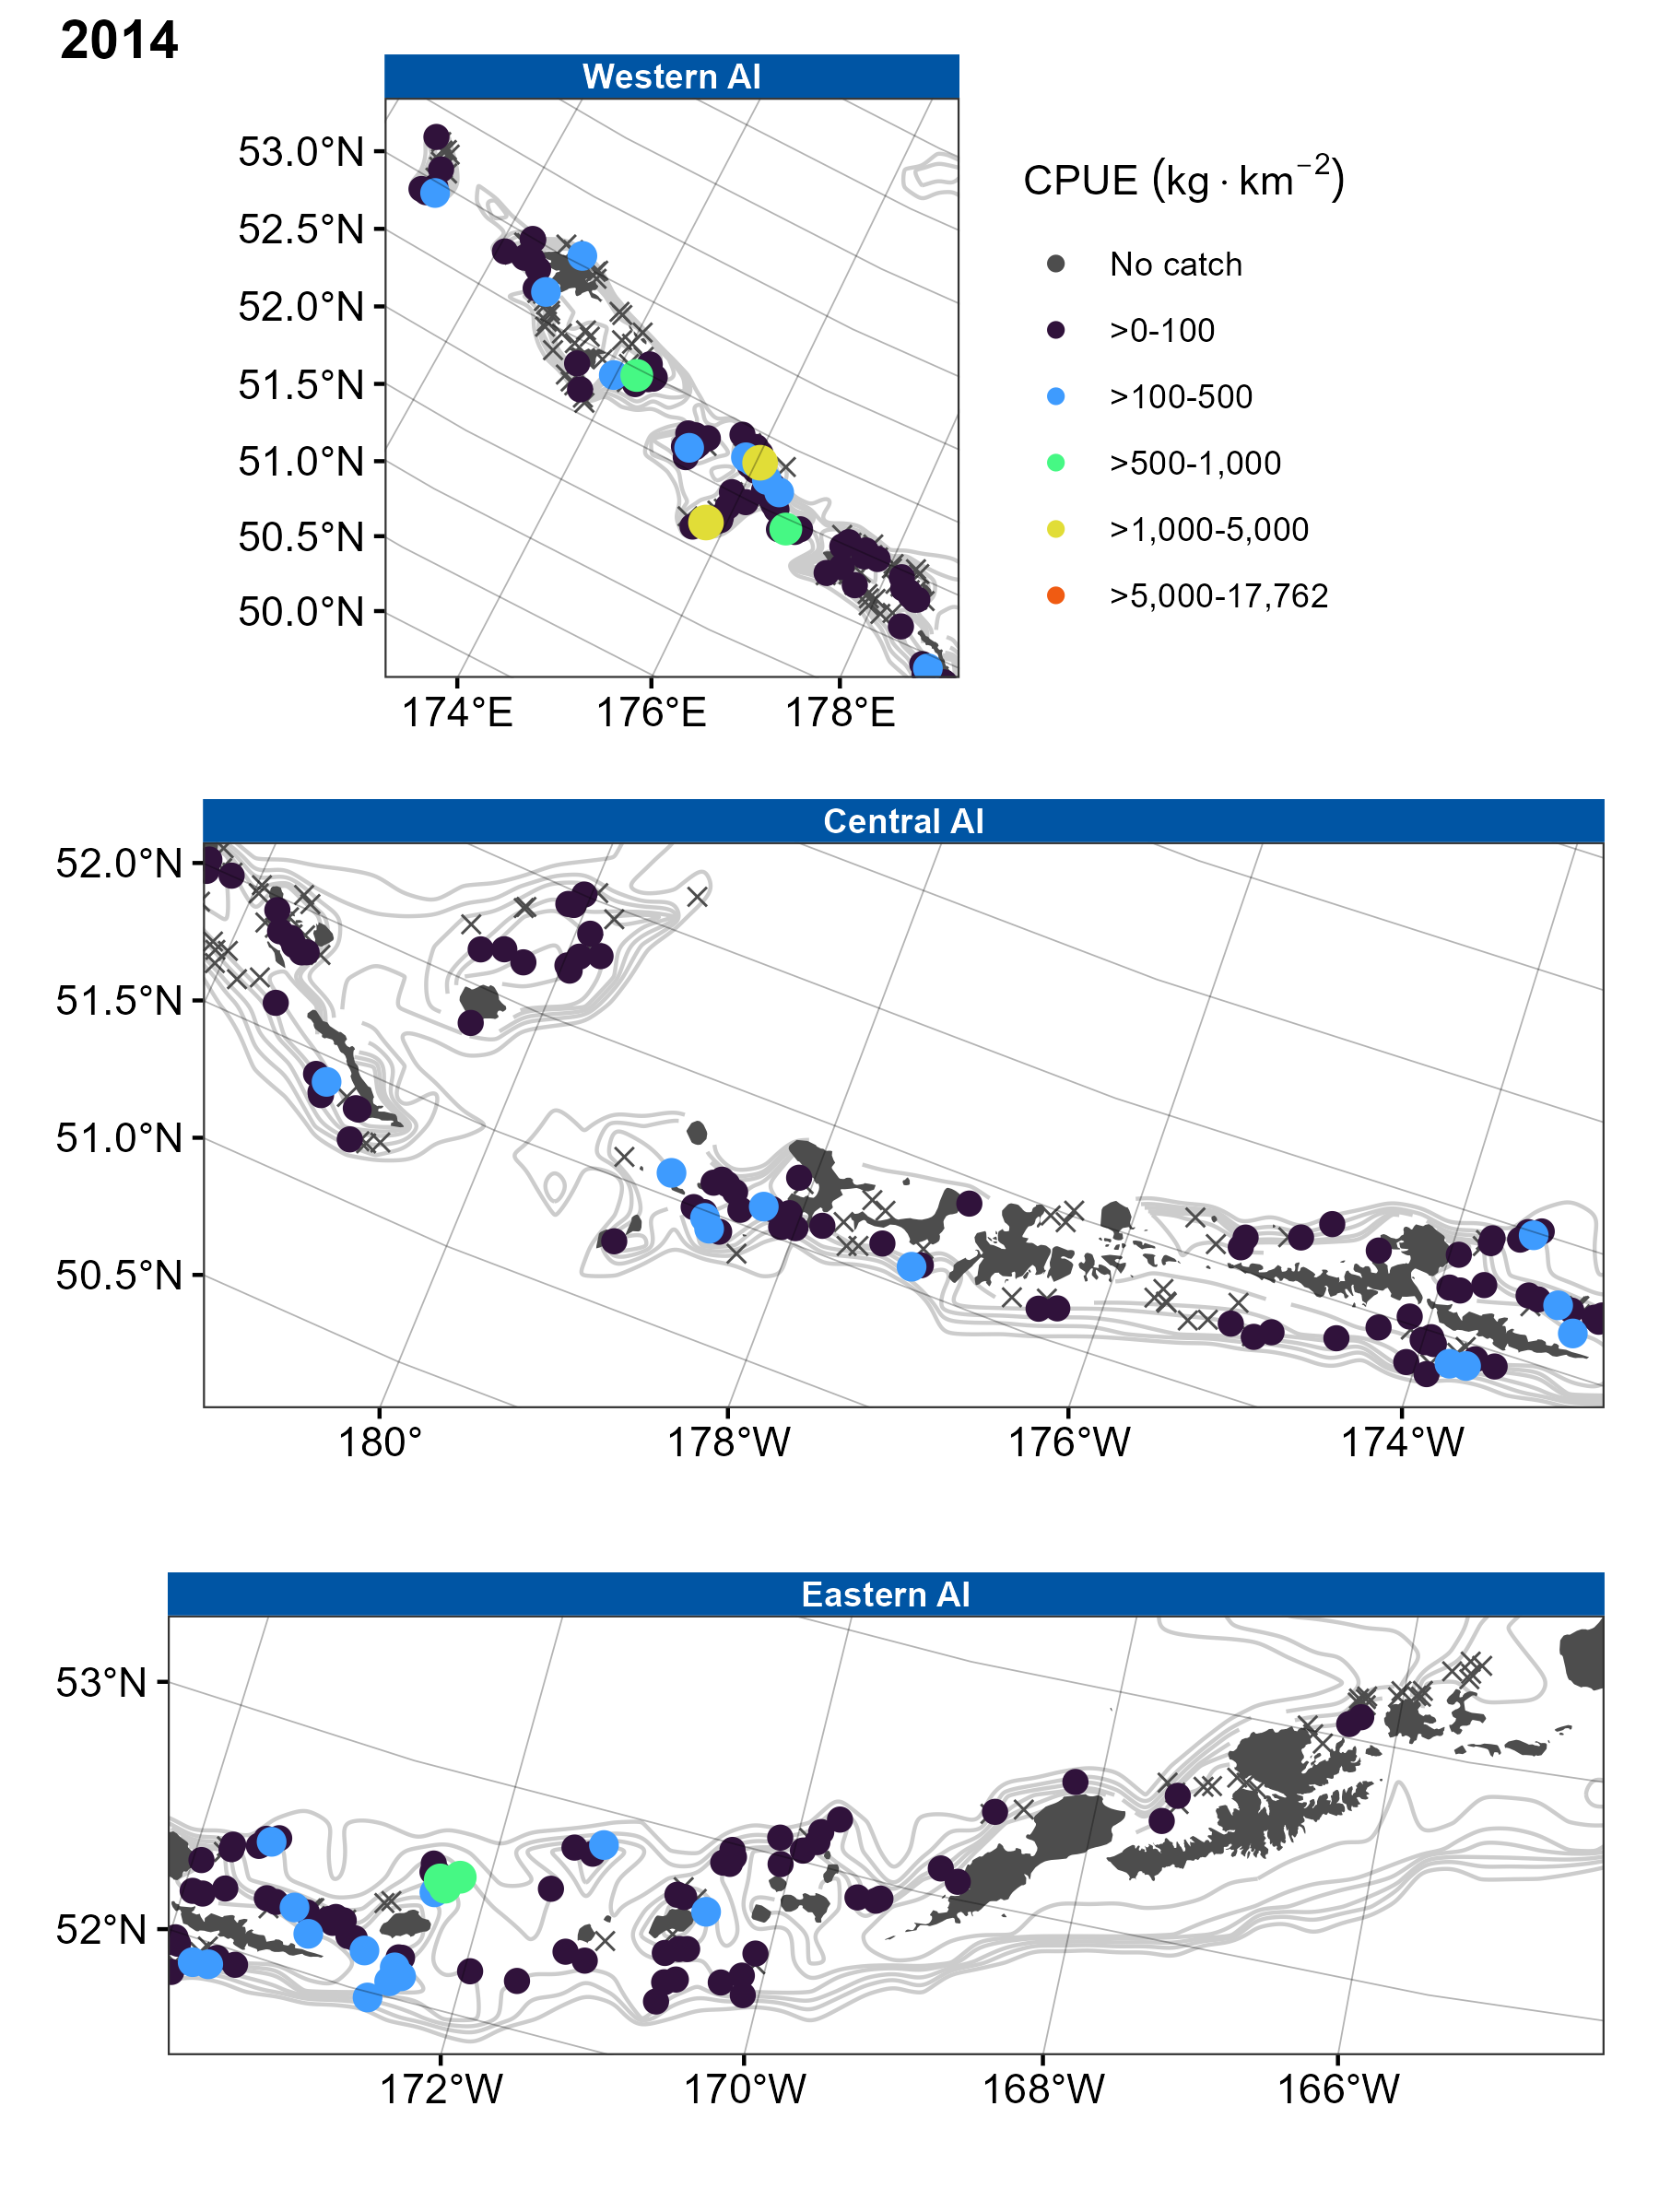 2014
Western AI
53.0°N
52.5°N
52.0°N
51.5°N
51.0°N
50.5°N
50.0°N
174°E 176°E 178°E
CPUE (kg · km⁻²)
No catch
>0-100
>100-500
>500-1,000
>1,000-5,000
>5,000-17,762
Central AI
52.0°N
51.5°N
51.0°N
50.5°N
180° 178°W 176°W 174°W
Eastern AI
53°N
52°N
172°W 170°W 168°W 166°W